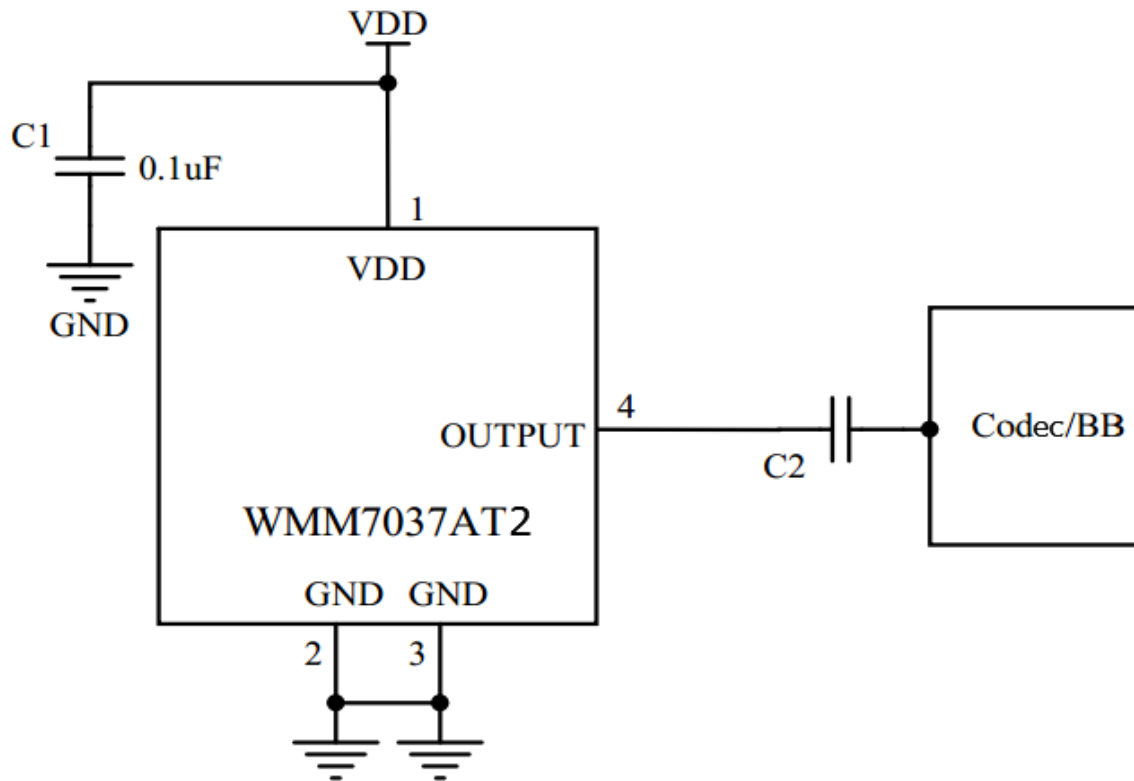 VDD
C1
0.1uF
GND
1
VDD
4
OUTPUT
C2
Codec/BB
WMM7037AT2
GND GND
2 3